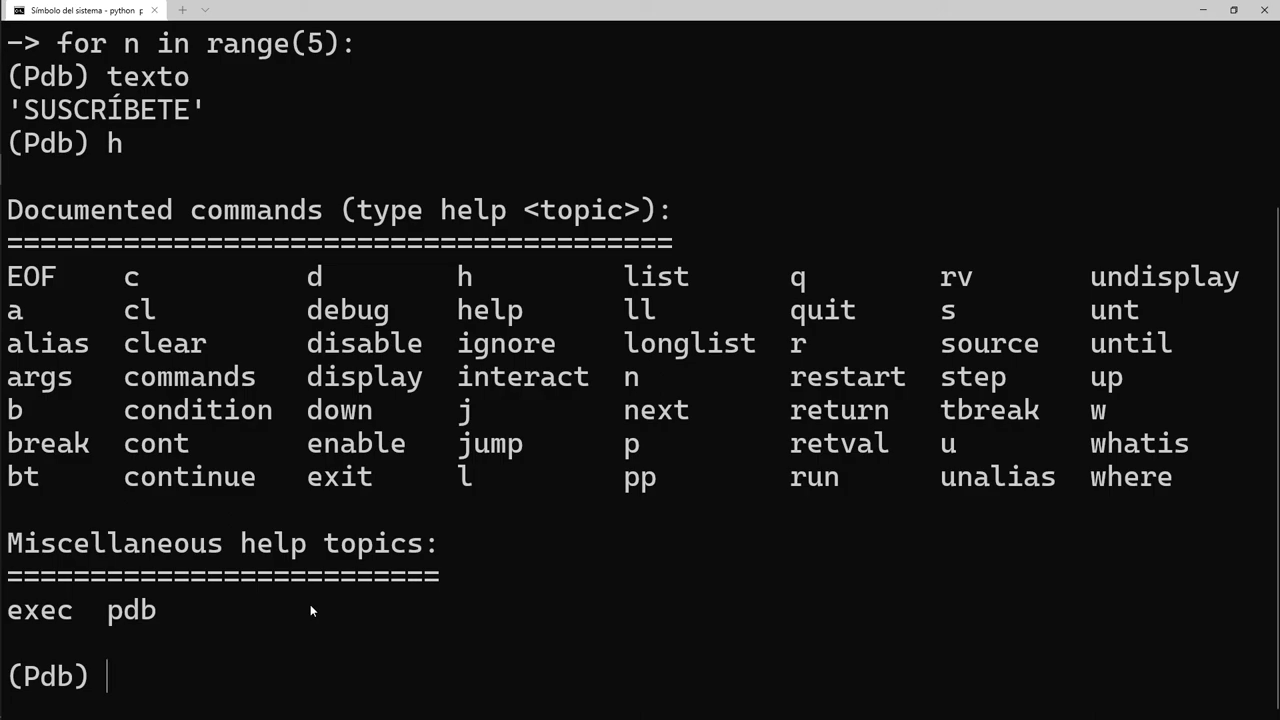 Símbolo del sistema - python p
-> for n in range(5):
(Pdb) texto
'SUSCRÍBETE'
(Pdb) h
Documented commands (type help <topic>):
========================================
EOF c d h list q rv undisplay
a cl debug help ll quit s unt
alias clear disable ignore longlist r source until
args commands display interact n restart step up
b condition down j next return tbreak w
break cont enable jump p retval u whatis
bt continue exit l pp run unalias where
Miscellaneous help topics:
==========================
exec pdb
(Pdb)